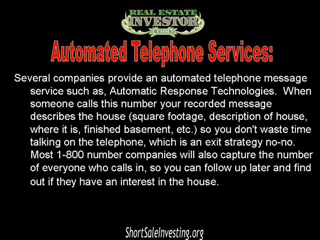 REAL ESTATE
INVESTOR
Automated Telephone Services:
Several companies provide an automated telephone message
service such as, Automatic Response Technologies. When
someone calls this number your recorded message
describes the house (square footage, description of house,
where it is, finished basement, etc.) so you don't waste time
talking on the telephone, which is an exit strategy no-no.
Most 1-800 number companies will also capture the number
of everyone who calls in, so you can follow up later and find
out if they have an interest in the house.
ShortSaleInvesting.org